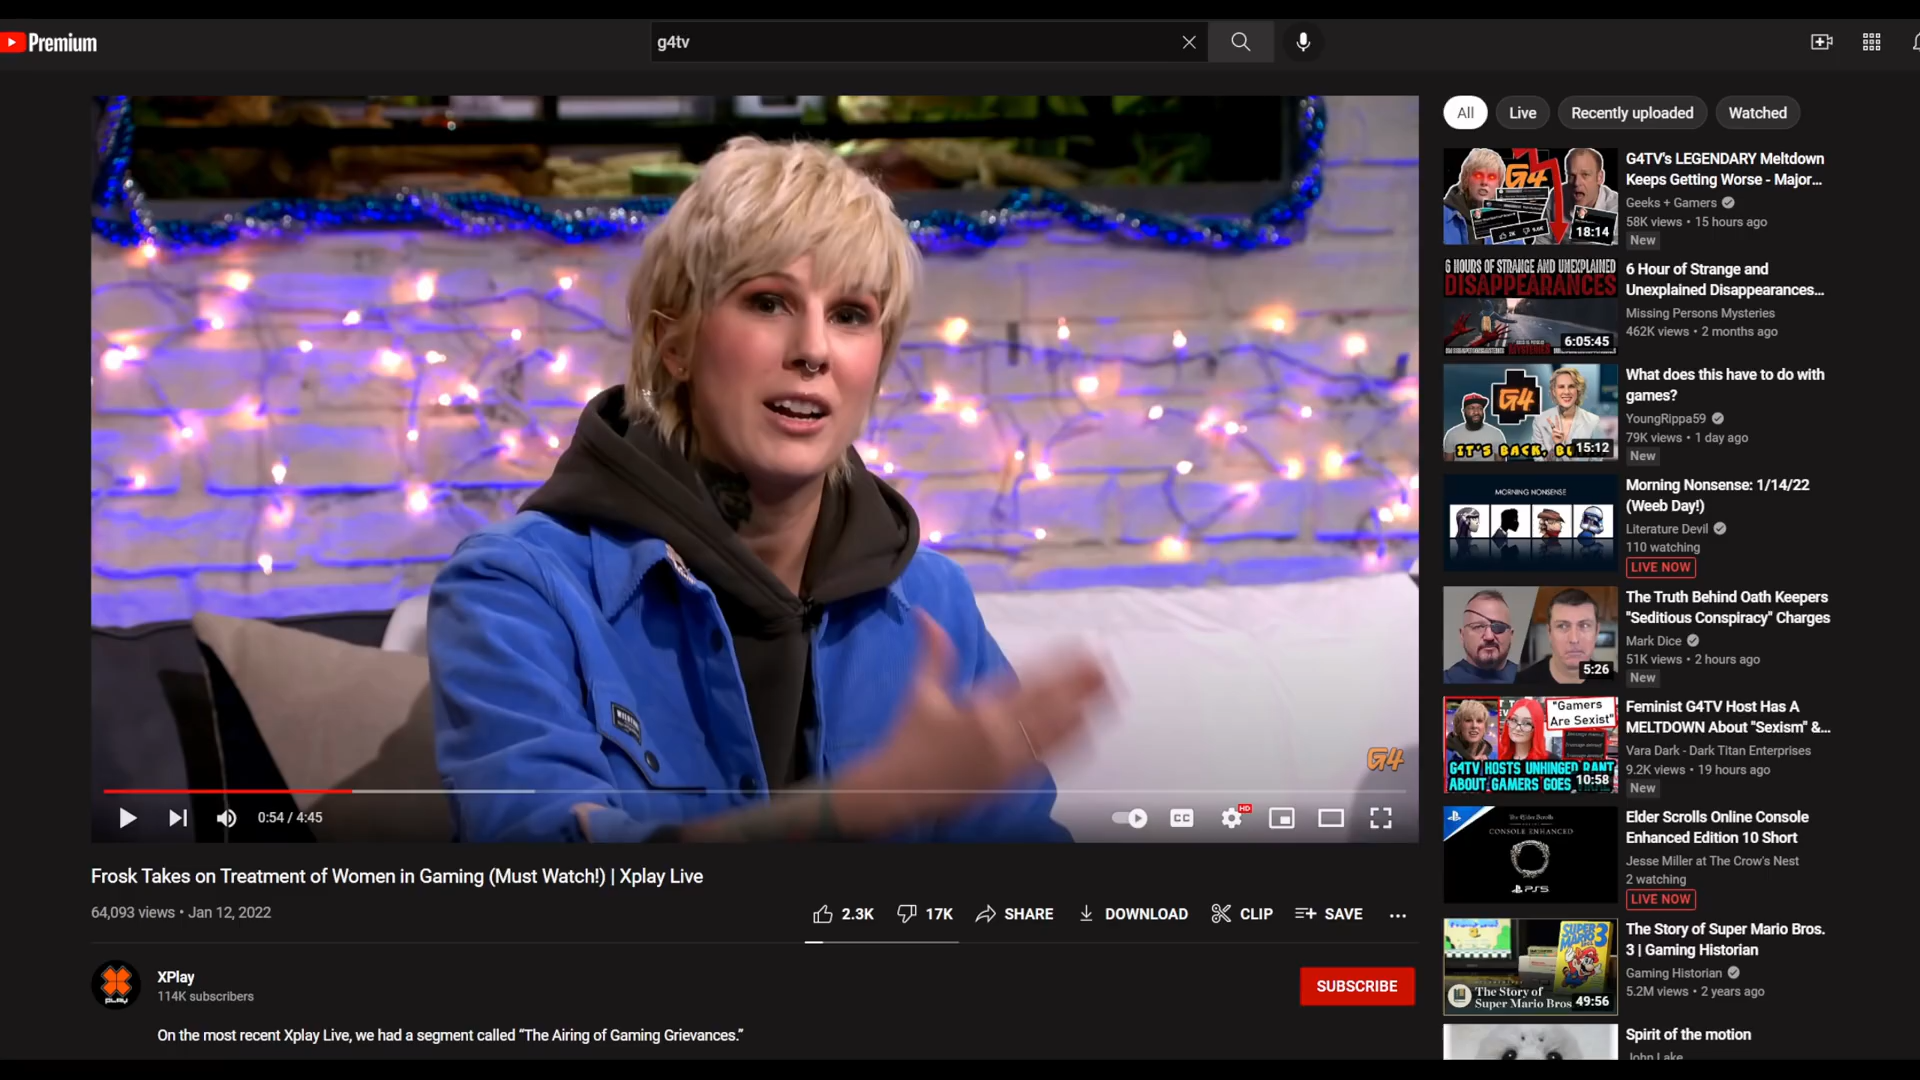 Premium
g4tv
All
Live
Recently uploaded
Watched
G4
HD
CC
0:54 / 4:45
Frosk Takes on Treatment of Women in Gaming (Must Watch!) | Xplay Live
64,093 views • Jan 12, 2022
2.3K
17K
SHARE
DOWNLOAD
CLIP
SAVE
XPlay
114K subscribers
SUBSCRIBE
On the most recent Xplay Live, we had a segment called “The Airing of Gaming Grievances.”
G4
18:14
G4TV's LEGENDARY Meltdown
Keeps Getting Worse - Major...
Geeks + Gamers
58K views • 15 hours ago
New
6 HOURS OF STRANGE AND UNEXPLAINED
DISAPPEARANCES
6:05:45
6 Hour of Strange and
Unexplained Disappearances...
Missing Persons Mysteries
462K views • 2 months ago
G4
IT'S BACK,
15:12
What does this have to do with
games?
YoungRippa59
79K views • 1 day ago
New
MORNING NONSENSE
Morning Nonsense: 1/14/22
(Weeb Day!)
Literature Devil
110 watching
LIVE NOW
5:26
The Truth Behind Oath Keepers
"Seditious Conspiracy" Charges
Mark Dice
51K views • 2 hours ago
New
"Gamers
Are Sexist"
G4TV HOSTS UNHINGED RANT
ABOUT GAMERS GOES
10:58
Feminist G4TV Host Has A
MELTDOWN About "Sexism" &...
Vara Dark - Dark Titan Enterprises
9.2K views • 19 hours ago
New
The Elder Scrolls
CONSOLE ENHANCED
PS5
Elder Scrolls Online Console
Enhanced Edition 10 Short
Jesse Miller at The Crow's Nest
2 watching
LIVE NOW
SUPER
MARIO
3
The Story of
Super Mario Bros
49:56
The Story of Super Mario Bros.
3 | Gaming Historian
Gaming Historian
5.2M views • 2 years ago
Spirit of the motion
John Lake